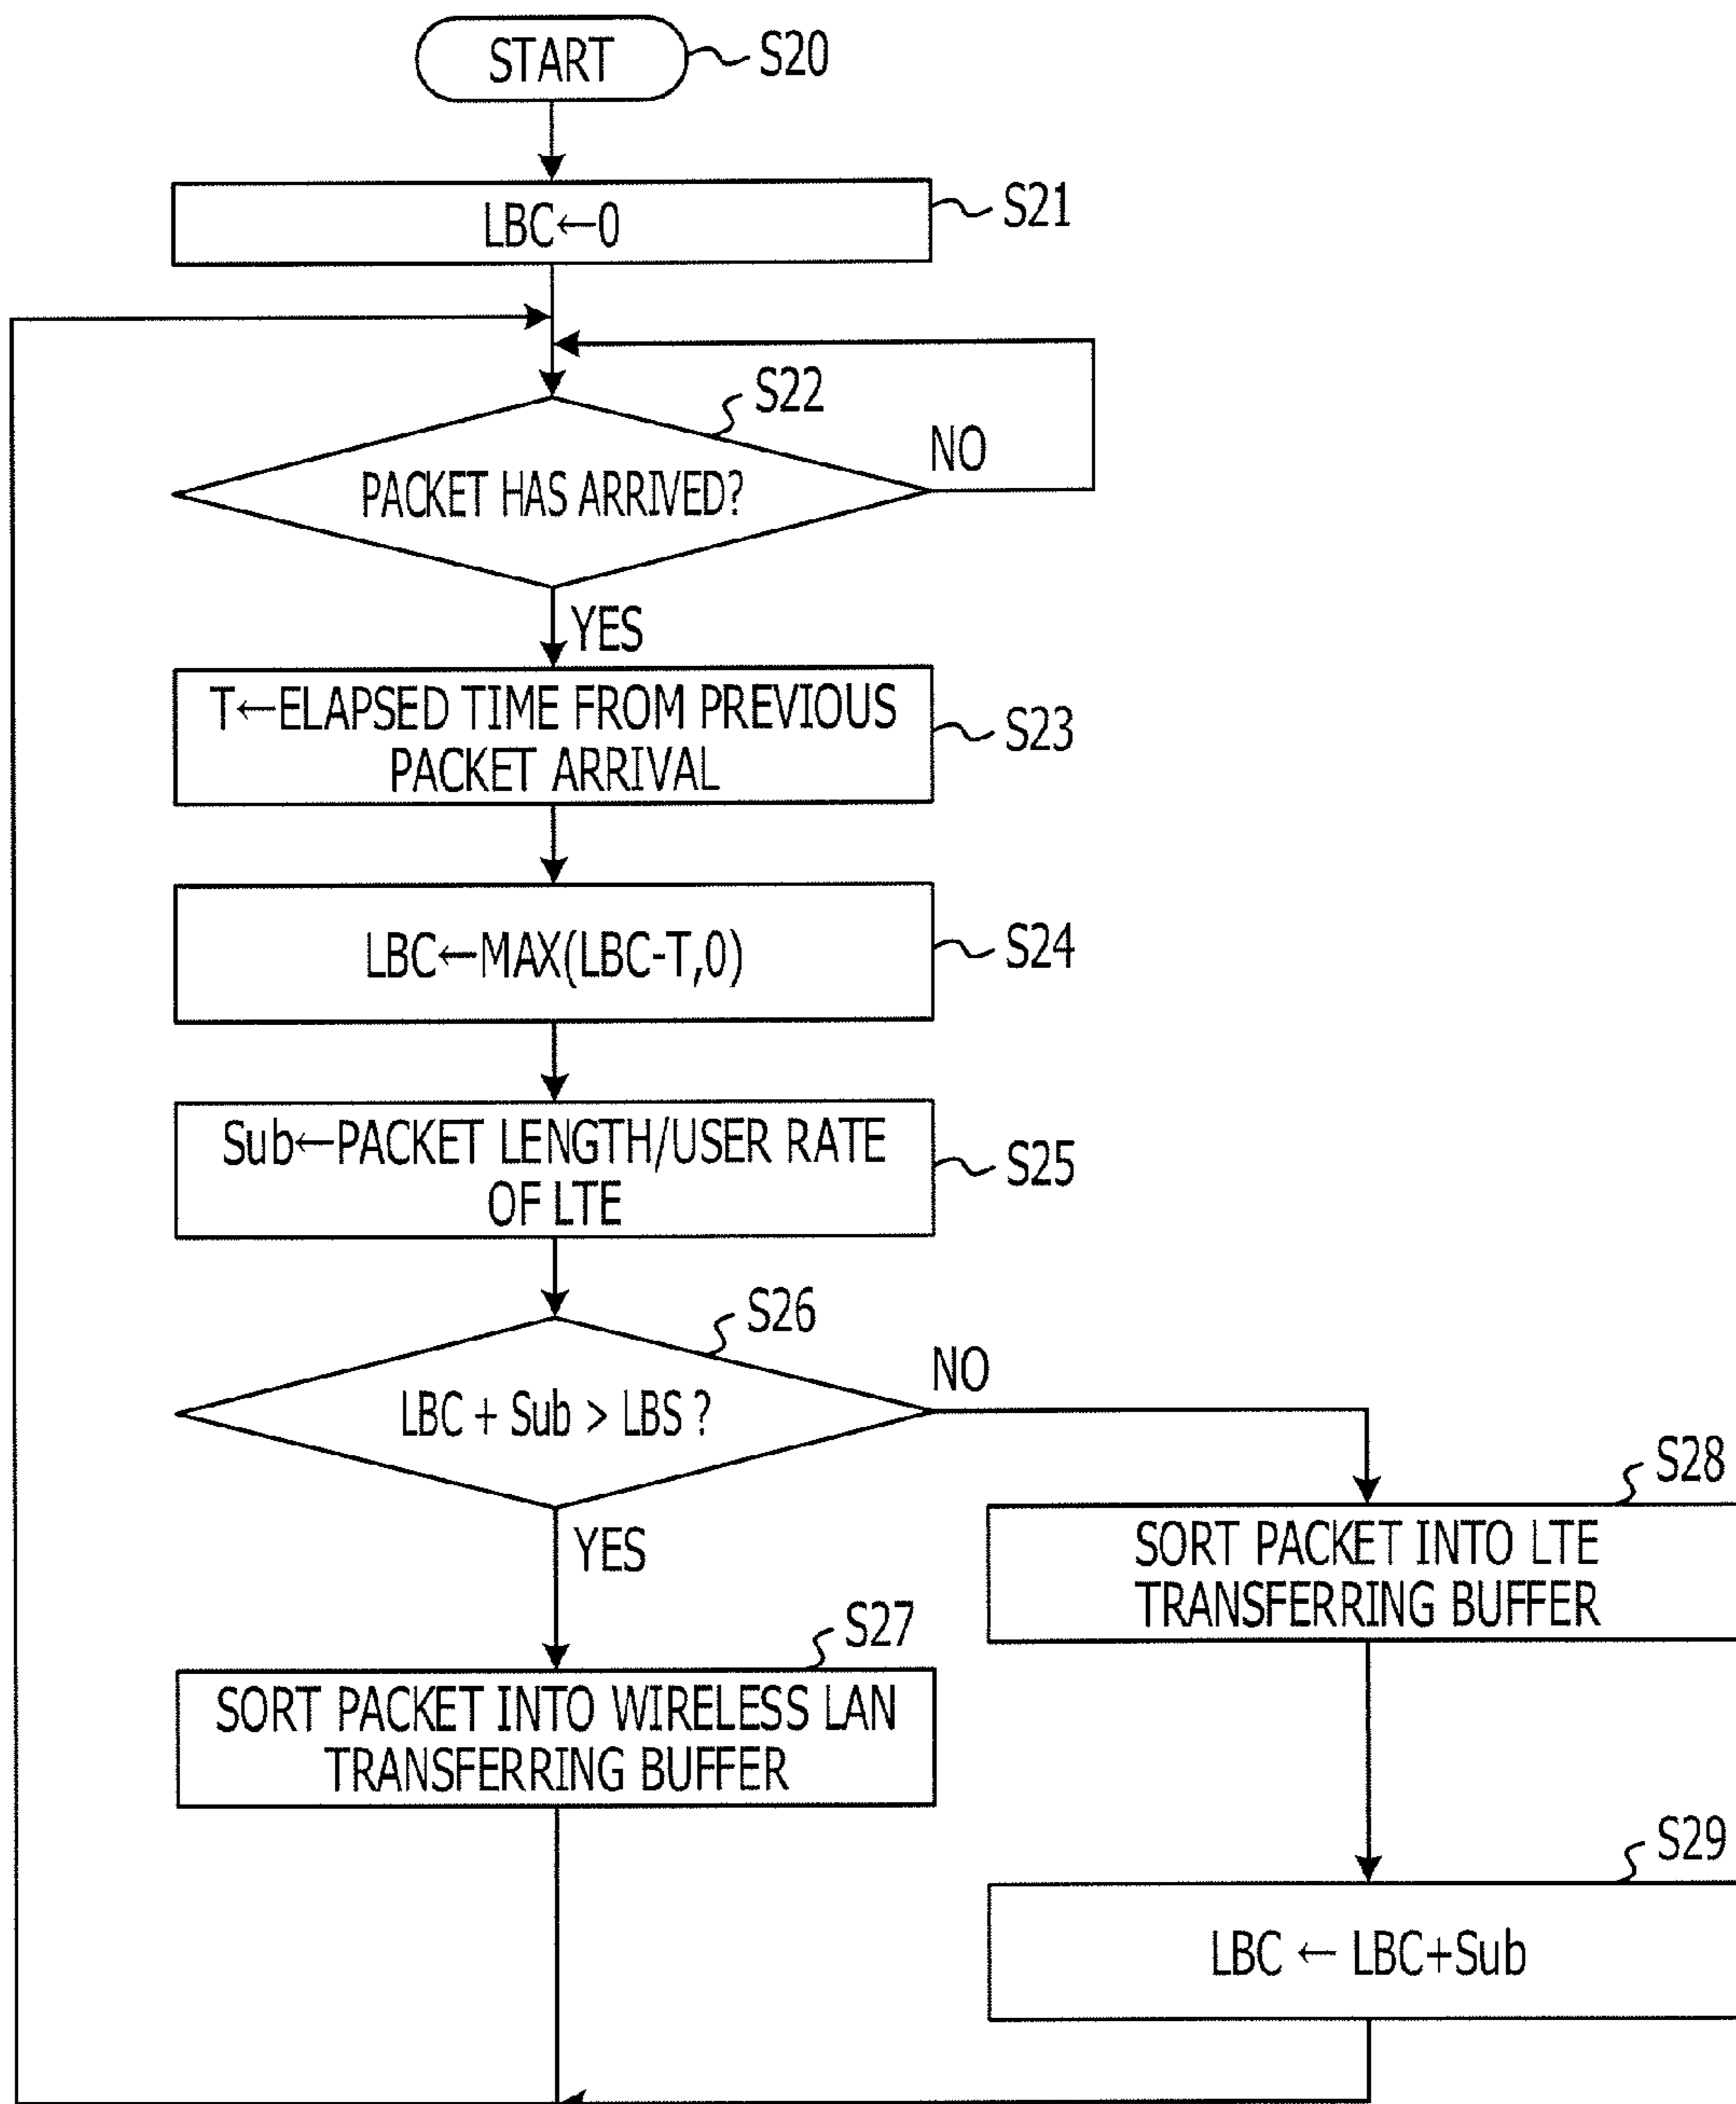 START
S20
LBC←0
S21
S22
PACKET HAS ARRIVED?
NO
YES
T←ELAPSED TIME FROM PREVIOUS
PACKET ARRIVAL
S23
LBC←MAX(LBC-T,0)
S24
Sub←PACKET LENGTH/USER RATE
OF LTE
S25
S26
LBC + Sub > LBS ?
NO
YES
S28
SORT PACKET INTO LTE
TRANSFERRING BUFFER
S27
SORT PACKET INTO WIRELESS LAN
TRANSFERRING BUFFER
S29
LBC ← LBC+Sub